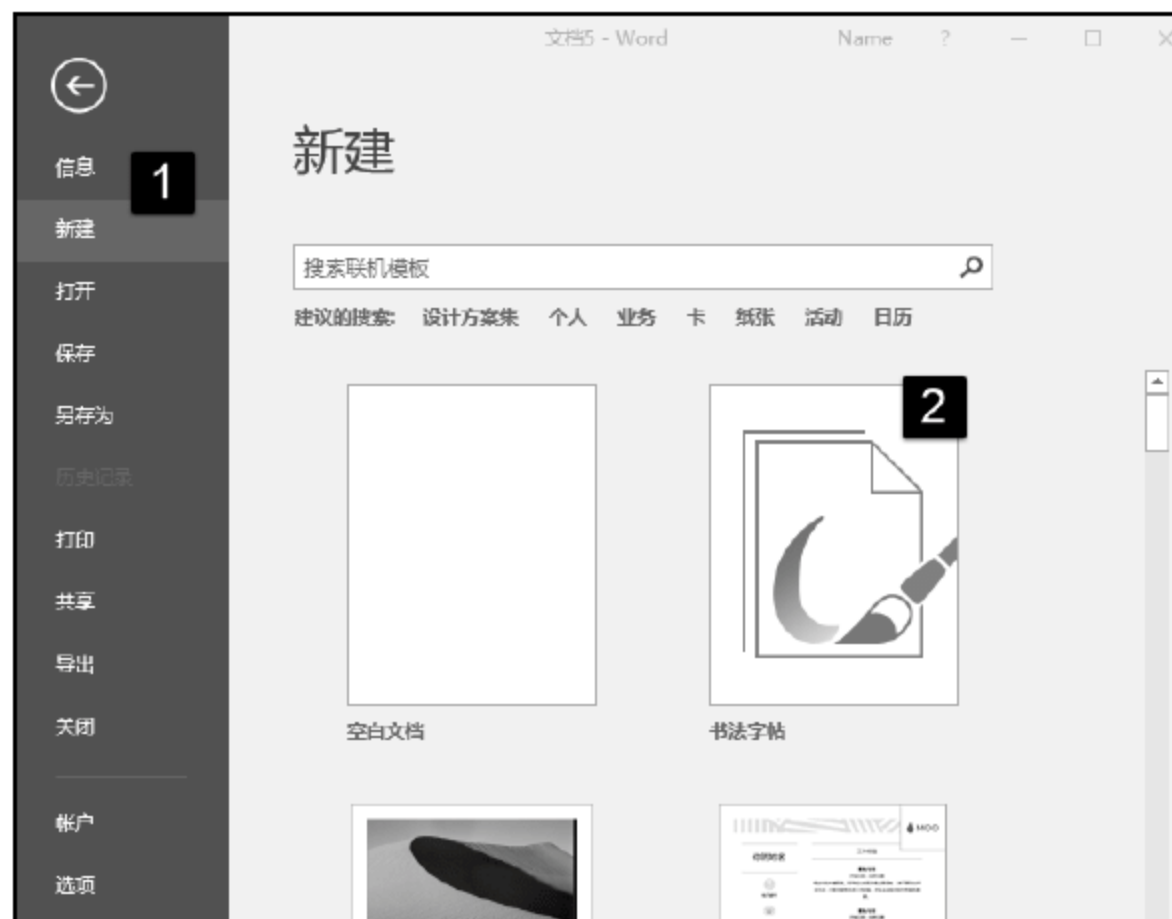 文档5 - Word Name ?
信息
1
新建
打开
保存
另存为
历史记录
打印
共享
导出
关闭
帐户
选项
新建
搜索联机模板
建议的搜索: 设计方案集 个人 业务 卡 纸张 活动 日历
2
空白文档
书法字帖
MOO